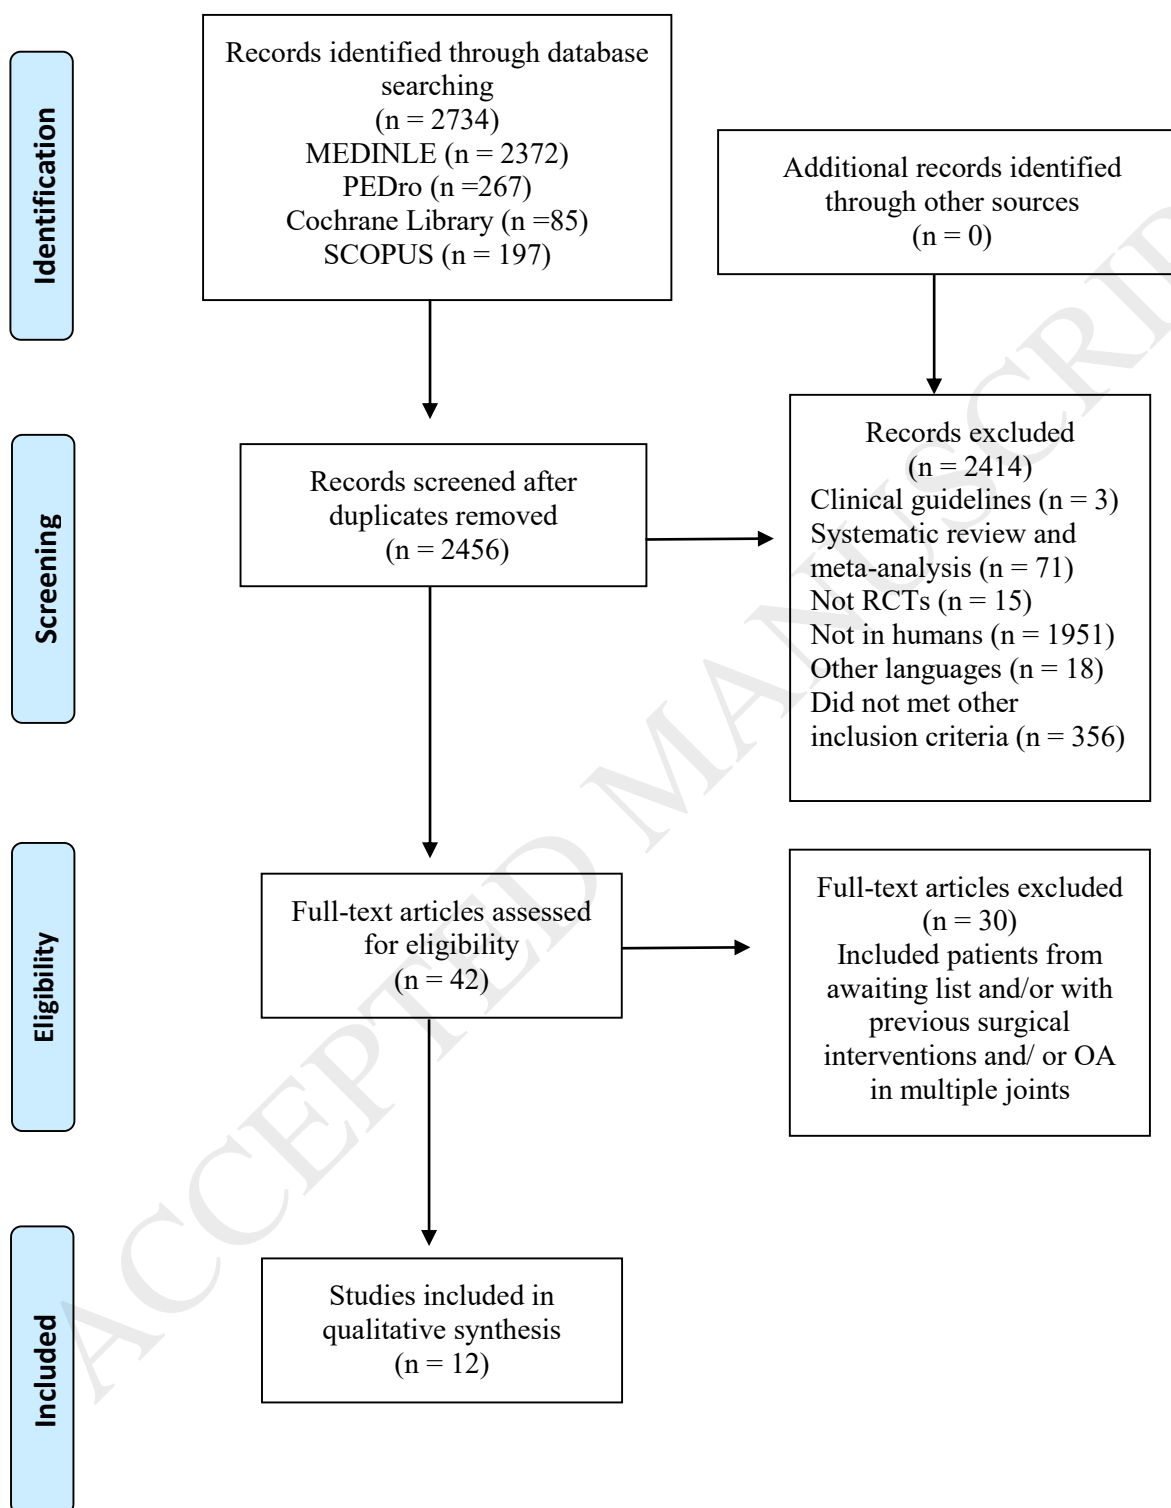 Identification
Records identified through database
searching
(n = 2734)
MEDINLE (n = 2372)
PEDro (n =267)
Cochrane Library (n =85)
SCOPUS (n = 197)
Additional records identified
through other sources
(n = 0)
Screening
Records screened after
duplicates removed
(n = 2456)
Records excluded
(n = 2414)
Clinical guidelines (n = 3)
Systematic review and
meta-analysis (n = 71)
Not RCTs (n = 15)
Not in humans (n = 1951)
Other languages (n = 18)
Did not met other
inclusion criteria (n = 356)
Eligibility
Full-text articles assessed
for eligibility
(n = 42)
Full-text articles excluded
(n = 30)
Included patients from
awaiting list and/or with
previous surgical
interventions and/ or OA
in multiple joints
Included
Studies included in
qualitative synthesis
(n = 12)
ACCEPTED MANUSCRIP